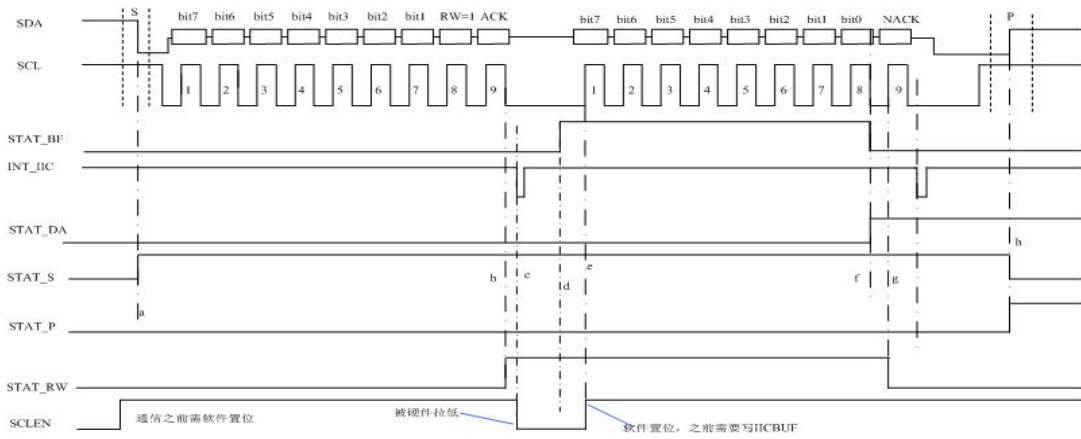 S bit7 bit6 bit5 bit4 bit3 bit2 bit1 RW=1 ACK bit7 bit6 bit5 bit4 bit3 bit2 bit1 bit0 NACK P
SDA
SCL
1 2 3 4 5 6 7 8 9 1 2 3 4 5 6 7 8 9
STAT_BF
INT_IIC
STAT_DA
h
STAT_S
b c d e f g
a
STAT_P
STAT_RW
SCLEN
通信之前需软件置位
被硬件拉低
软件置位，之前需要写IICBUF